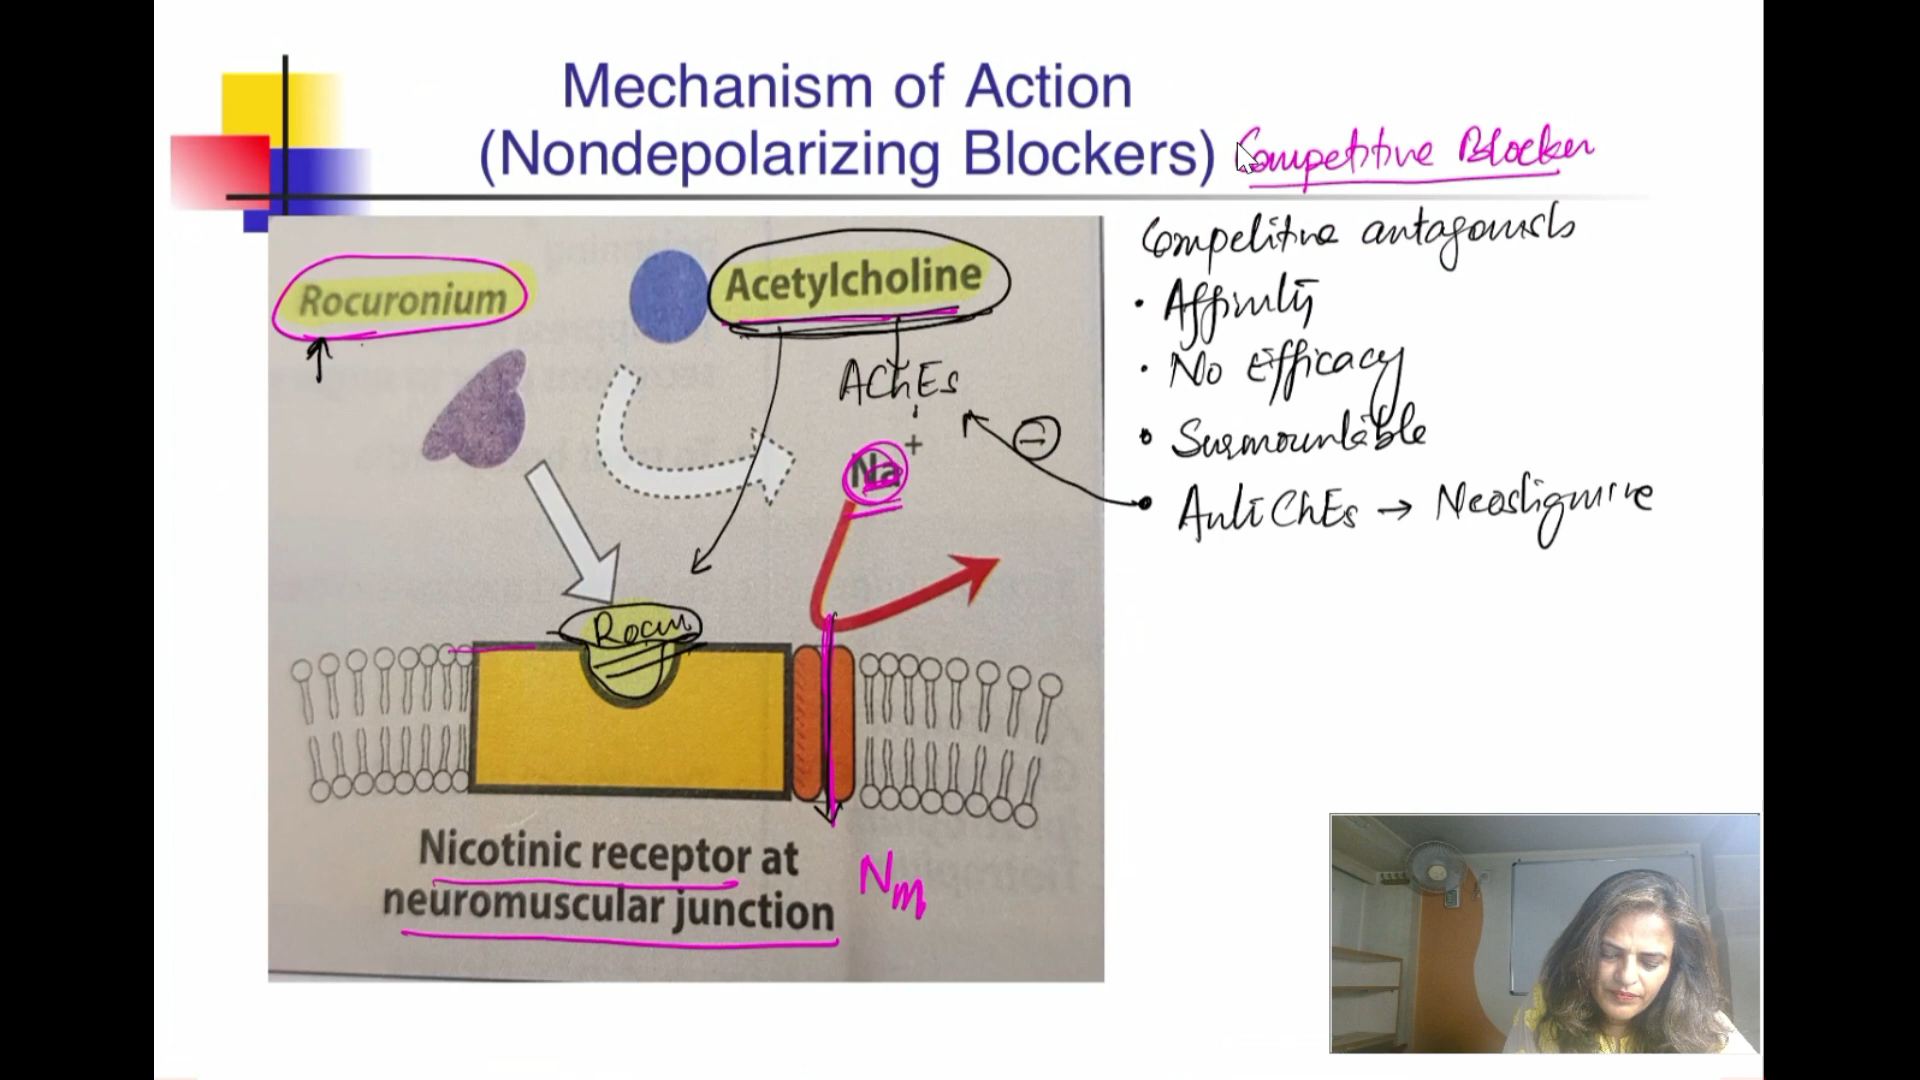 Mechanism of Action
(Nondepolarizing Blockers) Competitive Blocker
Competitive antagonists
Rocuronium
Acetylcholine
• Affinity
AChEs
• No Efficacy
Na+
• Surmountable
• AntiChEs → Neostigmine
Rocu
Nicotinic receptor at
neuromuscular junction
Nm